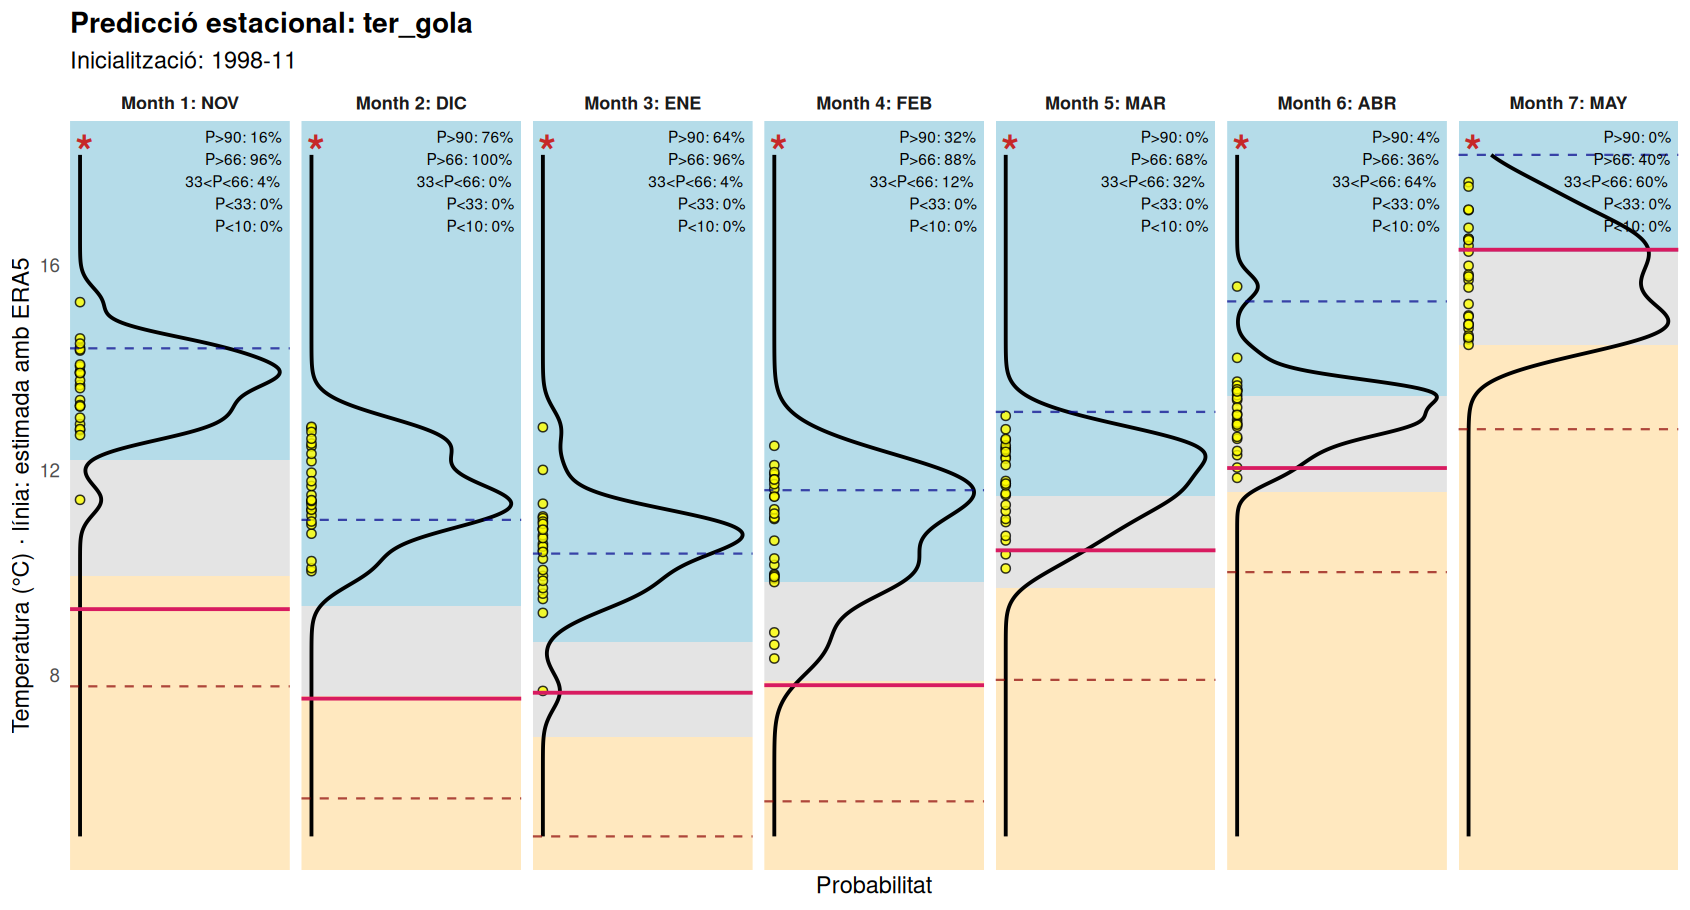 Predicció estacional: ter_gola
Inicialització: 1998-11
Month 1: NOV
Month 2: DIC
Month 3: ENE
Month 4: FEB
Month 5: MAR
Month 6: ABR
Month 7: MAY
*
P>90: 16%
P>66: 96%
33<P<66: 4%
P<33: 0%
P<10: 0%
*
P>90: 76%
P>66: 100%
33<P<66: 0%
P<33: 0%
P<10: 0%
*
P>90: 64%
P>66: 96%
33<P<66: 4%
P<33: 0%
P<10: 0%
*
P>90: 32%
P>66: 88%
33<P<66: 12%
P<33: 0%
P<10: 0%
*
P>90: 0%
P>66: 68%
33<P<66: 32%
P<33: 0%
P<10: 0%
*
P>90: 4%
P>66: 36%
33<P<66: 64%
P<33: 0%
P<10: 0%
*
P>90: 0%
P>66: 40%
33<P<66: 60%
P<33: 0%
P<10: 0%
16
12
8
Temperatura (°C) · línia: estimada amb ERA5
Probabilitat